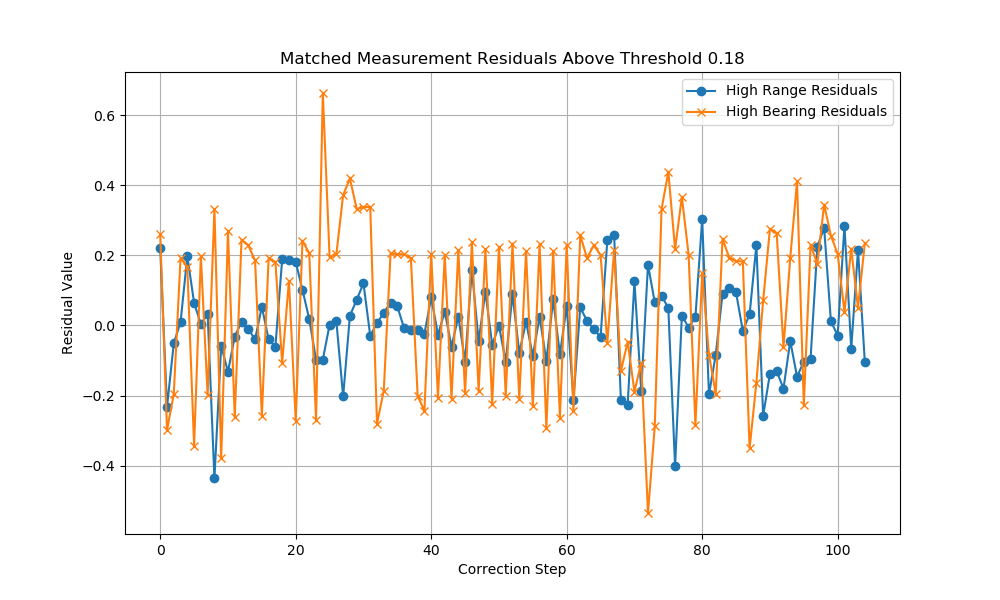 Matched Measurement Residuals Above Threshold 0.18
High Range Residuals
High Bearing Residuals
0.6
0.4
0.2
0.0
−0.2
−0.4
Residual Value
0 20 40 60 80 100
Correction Step